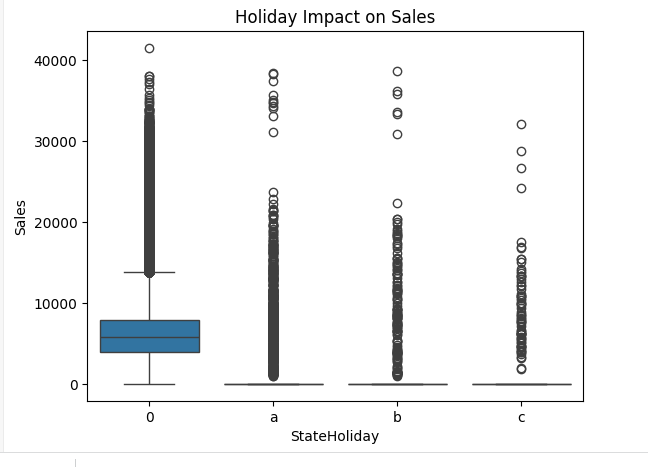 Holiday Impact on Sales
40000
30000
20000
10000
0
Sales
0 a b c
StateHoliday